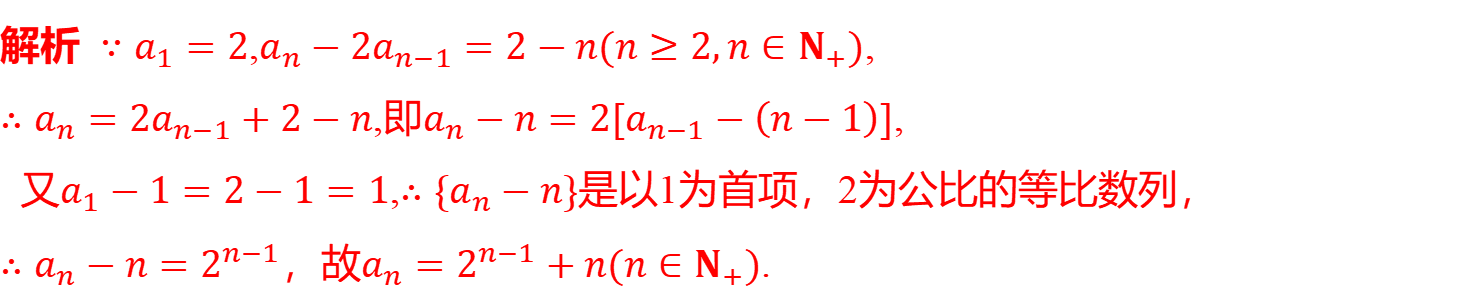 解析 ∵ a₁ = 2,aₙ − 2aₙ₋₁ = 2 − n(n ≥ 2, n ∈ N₊),
∴ aₙ = 2aₙ₋₁ + 2 − n,即aₙ − n = 2[aₙ₋₁ − (n − 1)],
又a₁ − 1 = 2 − 1 = 1,∴ {aₙ − n}是以1为首项，2为公比的等比数列，
∴ aₙ − n = 2ⁿ⁻¹，故aₙ = 2ⁿ⁻¹ + n(n ∈ N₊).